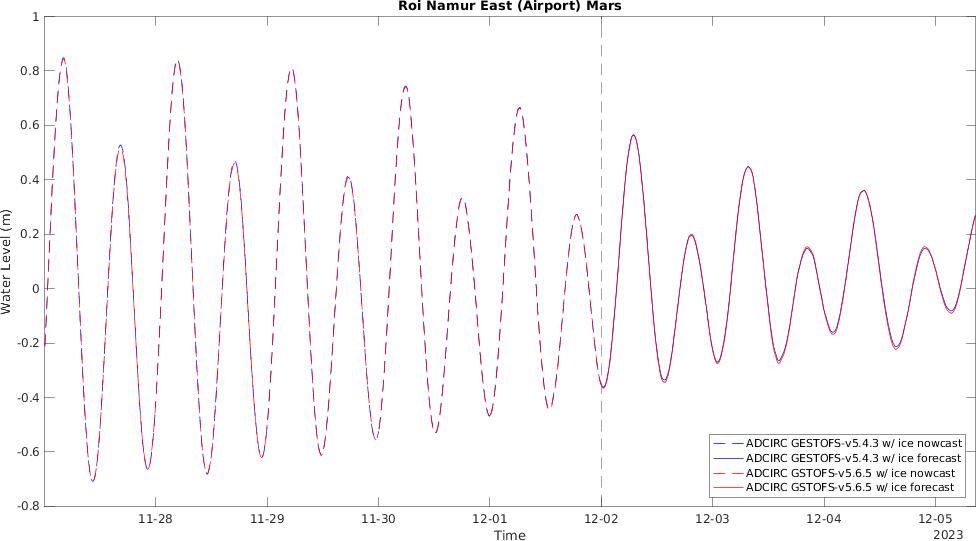 Roi Namur East (Airport) Mars
1
0.8
0.6
0.4
0.2
0
-0.2
-0.4
-0.6
-0.8
Water Level (m)
11-28 11-29 11-30 12-01 12-02 12-03 12-04 12-05
Time
2023
ADCIRC GESTOFS-v5.4.3 w/ ice nowcast
ADCIRC GESTOFS-v5.4.3 w/ ice forecast
ADCIRC GSTOFS-v5.6.5 w/ ice nowcast
ADCIRC GSTOFS-v5.6.5 w/ ice forecast